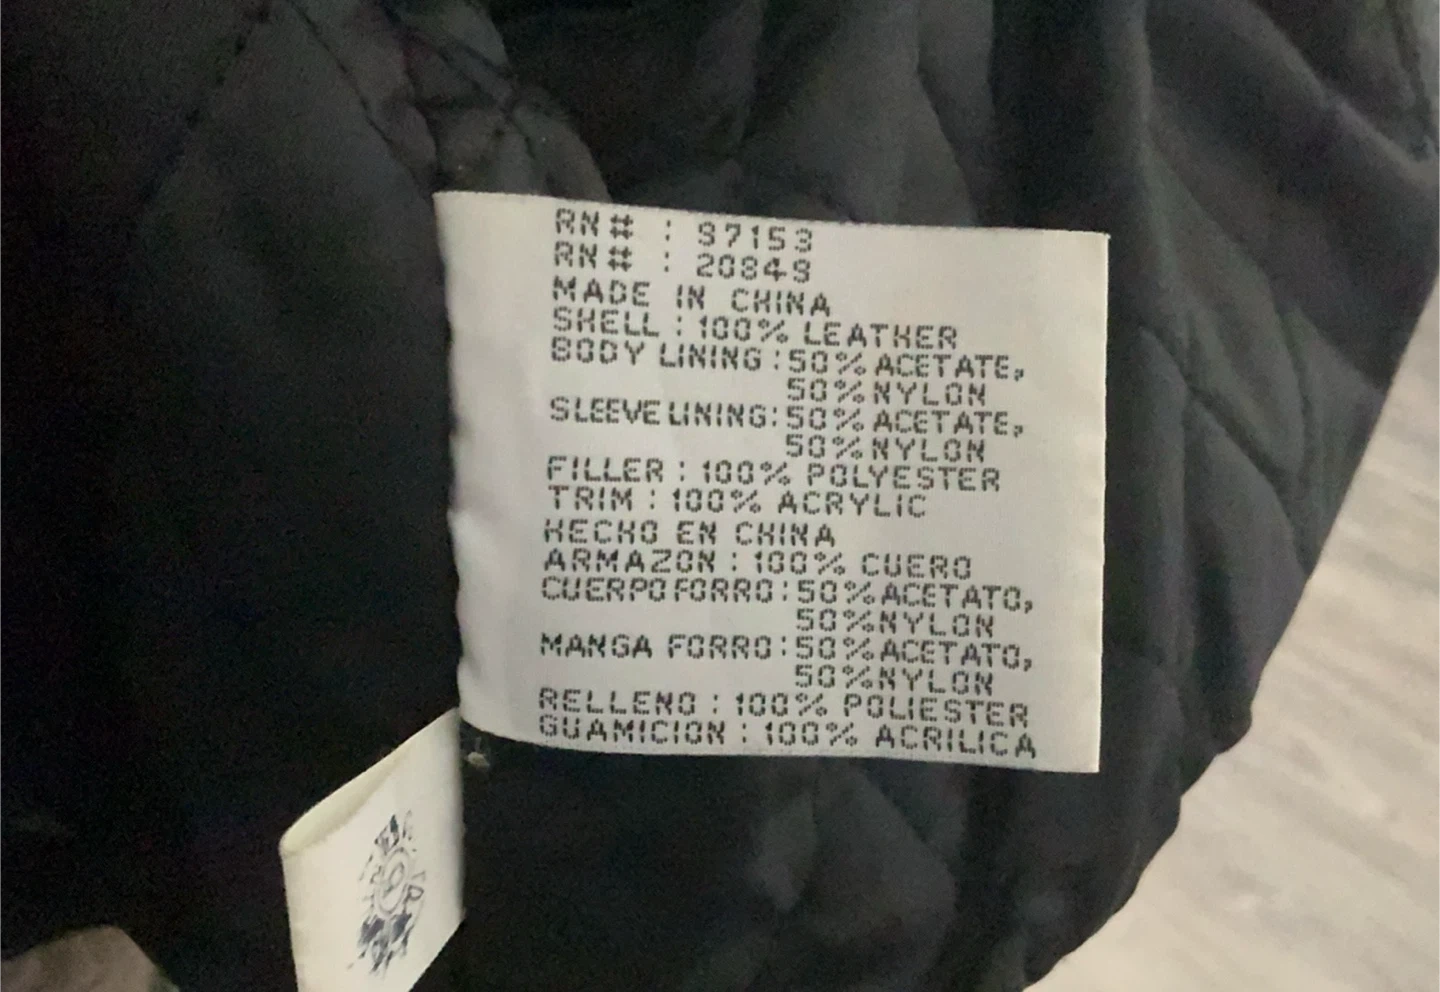 RN# : 97153
RN# : 20849
MADE IN CHINA
SHELL : 100% LEATHER
BODY LINING : 50% ACETATE,
50% NYLON
SLEEVE LINING: 50% ACETATE,
50% NYLON
FILLER : 100% POLYESTER
TRIM : 100% ACRYLIC
HECHO EN CHINA
ARMAZON : 100% CUERO
CUERPO FORRO : 50% ACETATO,
50% NYLON
MANGA FORRO : 50% ACETATO,
50% NYLON
RELLENO : 100% POLIESTER
GUAMICION : 100% ACRILICA